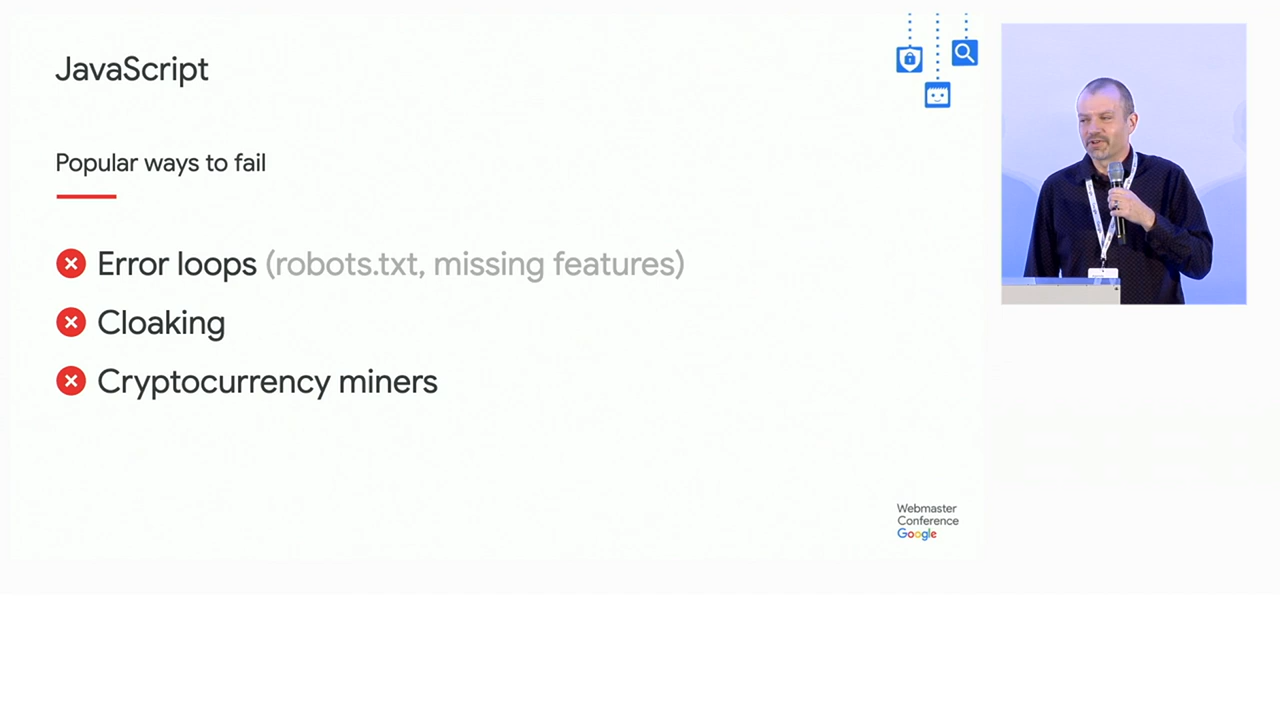 JavaScript
Popular ways to fail
Error loops (robots.txt, missing features)
Cloaking
Cryptocurrency miners
Webmaster
Conference
Google